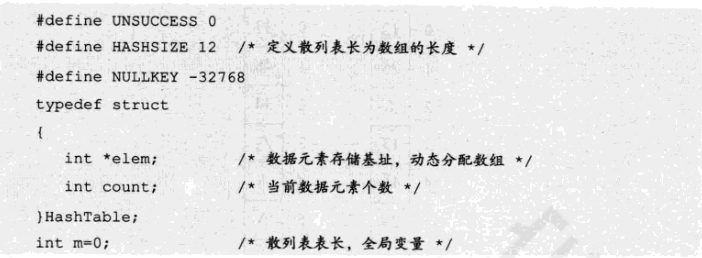 #define UNSUCCESS 0
#define HASHSIZE 12 /* 定义散列表长为数组的长度 */
#define NULLKEY -32768
typedef struct
{
int *elem; /* 数据元素存储基址，动态分配数组 */
int count; /* 当前数据元素个数 */
}HashTable;
int m=0; /* 散列表表长，全局变量 */